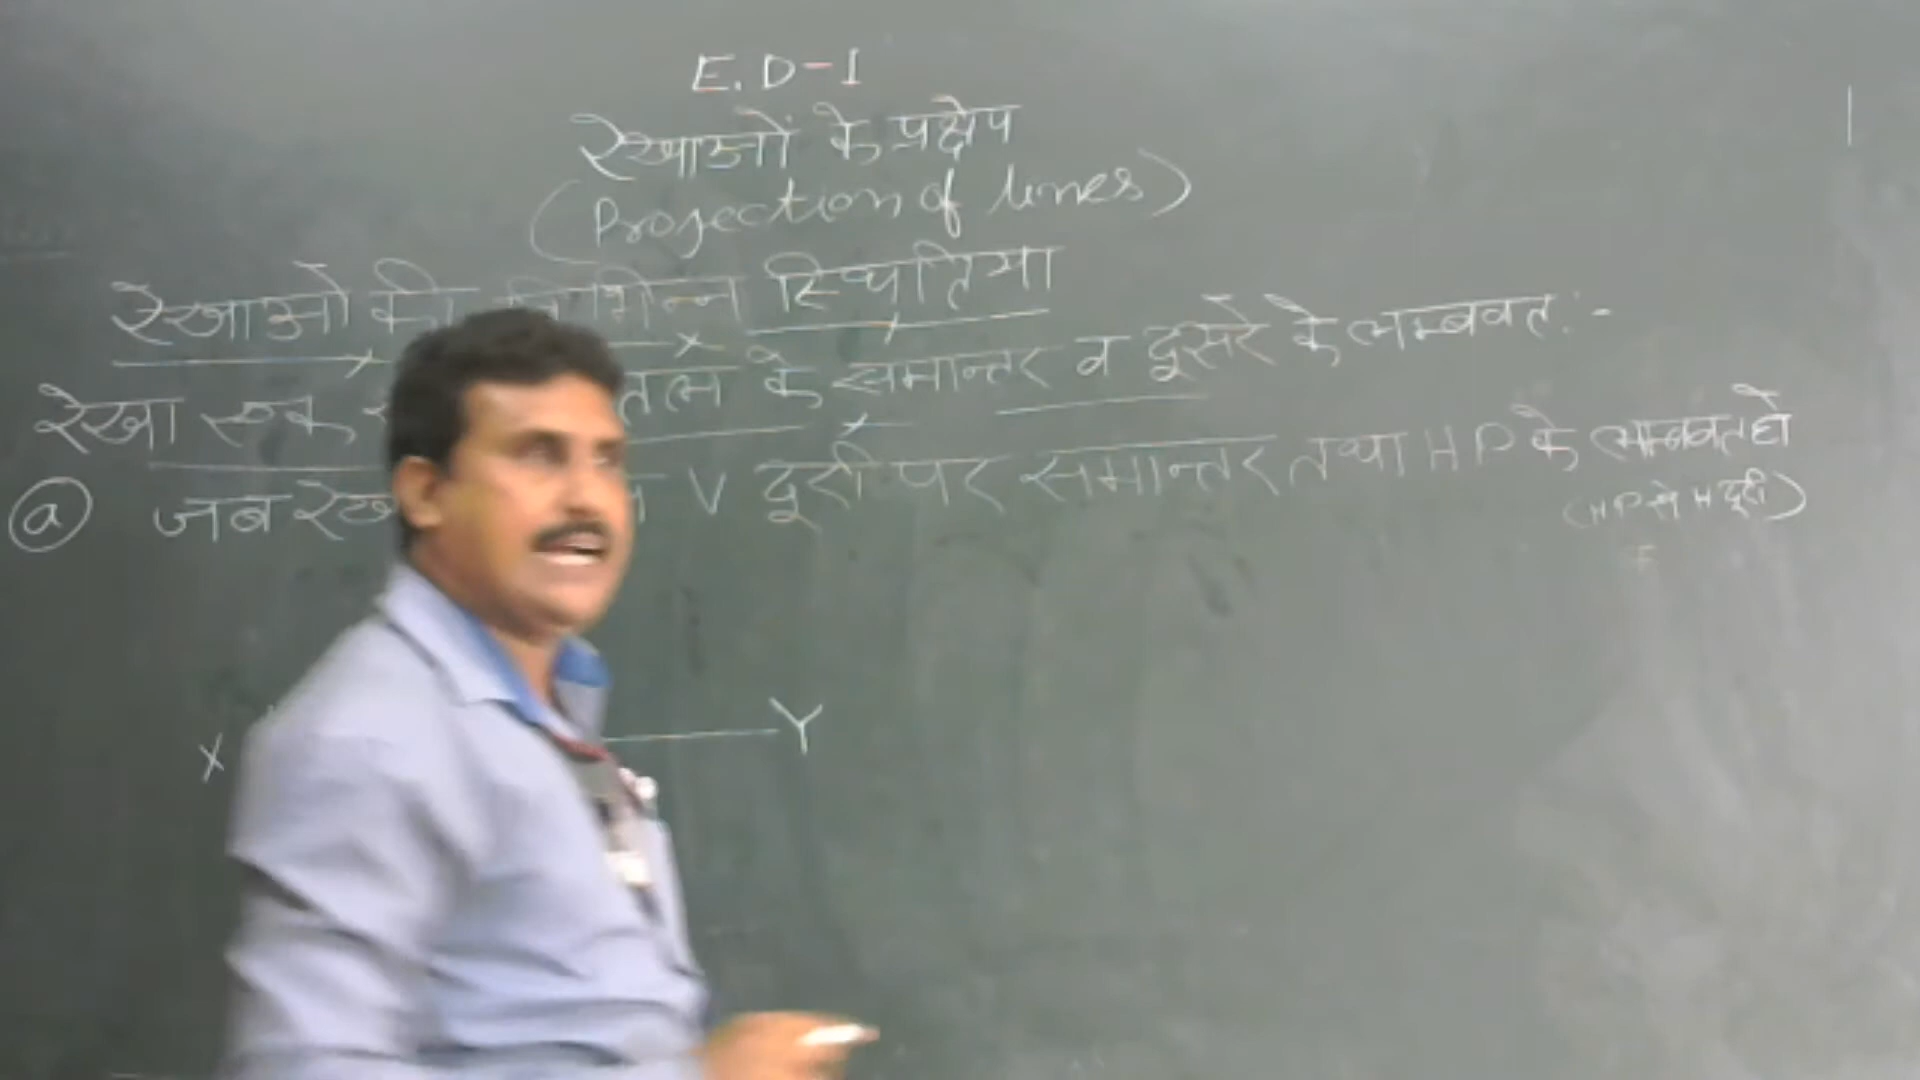 E.D-1
रेखाओं के प्रक्षेप
(Projection of lines)
रेखाओ की स्थितिया
रेखा एक तल के समान्तर व दूसरे के लम्बवत:-
(a) जब V दूरी पर समान्तर तथा HP के लम्बवत हो
(HP से H दूरी)
X Y